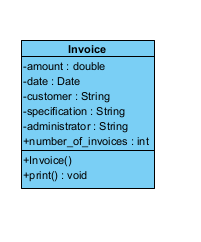 Invoice
-amount : double
-date : Date
-customer : String
-specification : String
-administrator : String
+number_of_invoices : int
+Invoice()
+print() : void